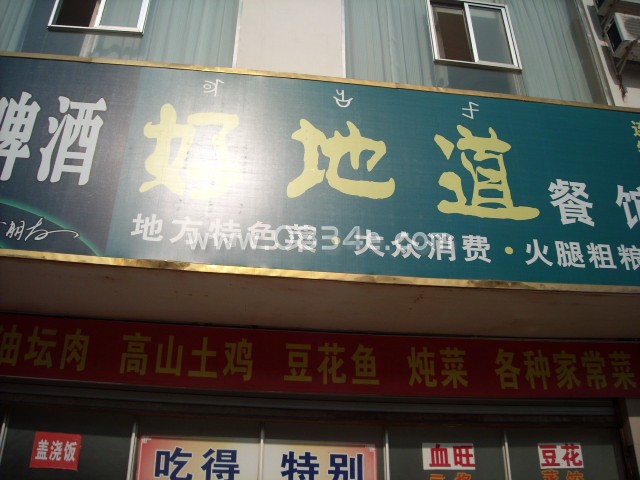 啤酒
好地道 餐饮
地方特色菜·大众消费·火腿粗粮
油坛肉 高山土鸡 豆花鱼 炖菜 各种家常菜
盖浇饭
吃得 特别
血旺
豆花